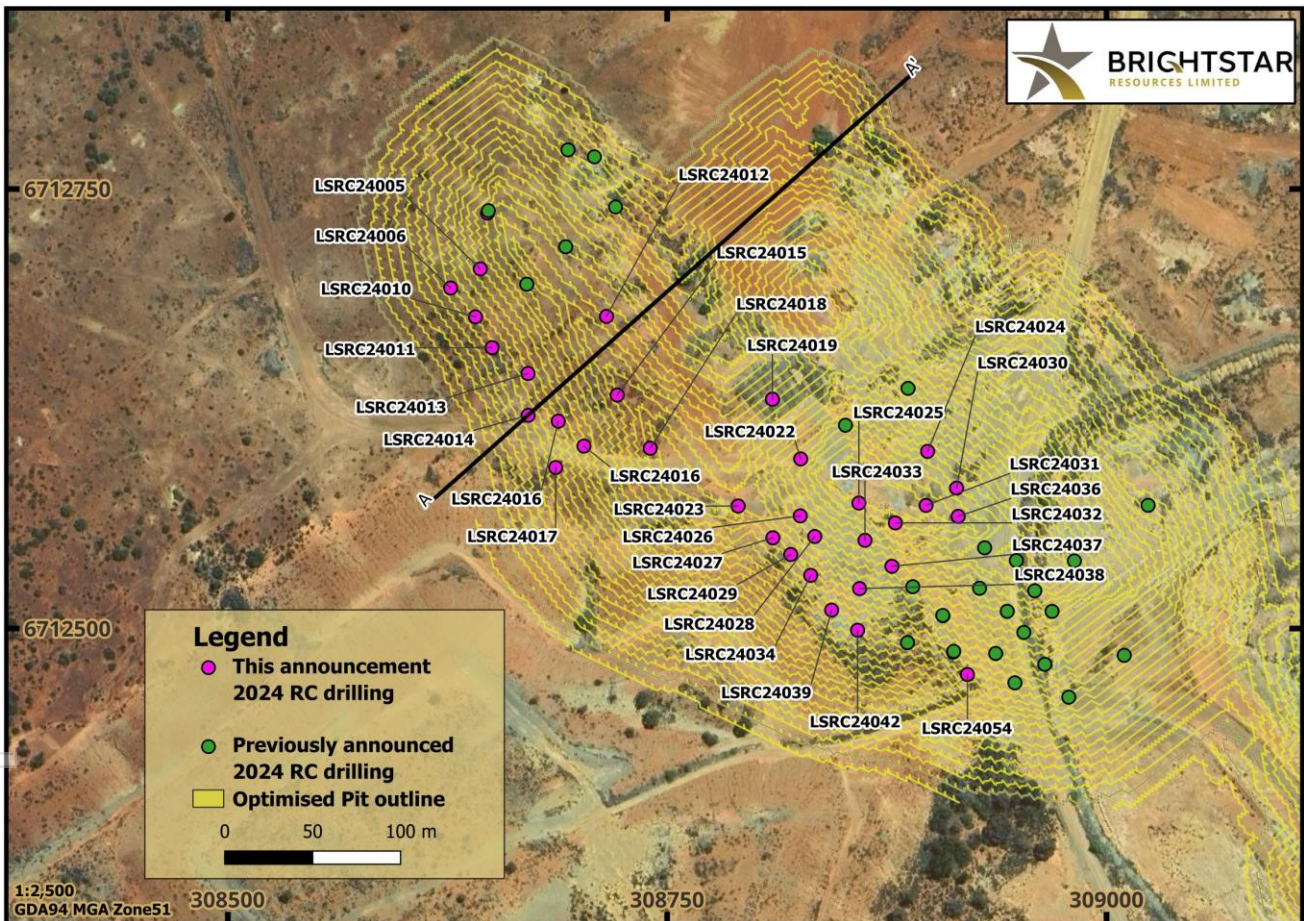 BRIGHTSTAR
RESOURCES LIMITED
A'
6712750
LSRC24005
LSRC24012
LSRC24006
LSRC24015
LSRC24010
LSRC24018
LSRC24024
LSRC24011
LSRC24019
LSRC24030
LSRC24013
LSRC24025
LSRC24014
LSRC24022
LSRC24031
LSRC24033
LSRC24016
LSRC24036
A
LSRC24016
LSRC24023
LSRC24032
LSRC24017
LSRC24026
LSRC24037
LSRC24027
LSRC24038
LSRC24029
LSRC24028
6712500
LSRC24034
LSRC24039
LSRC24042
LSRC24054
Legend
This announcement
2024 RC drilling
Previously announced
2024 RC drilling
Optimised Pit outline
0 50 100 m
1:2,500
GDA94 MGA Zone51
308500
308750
309000